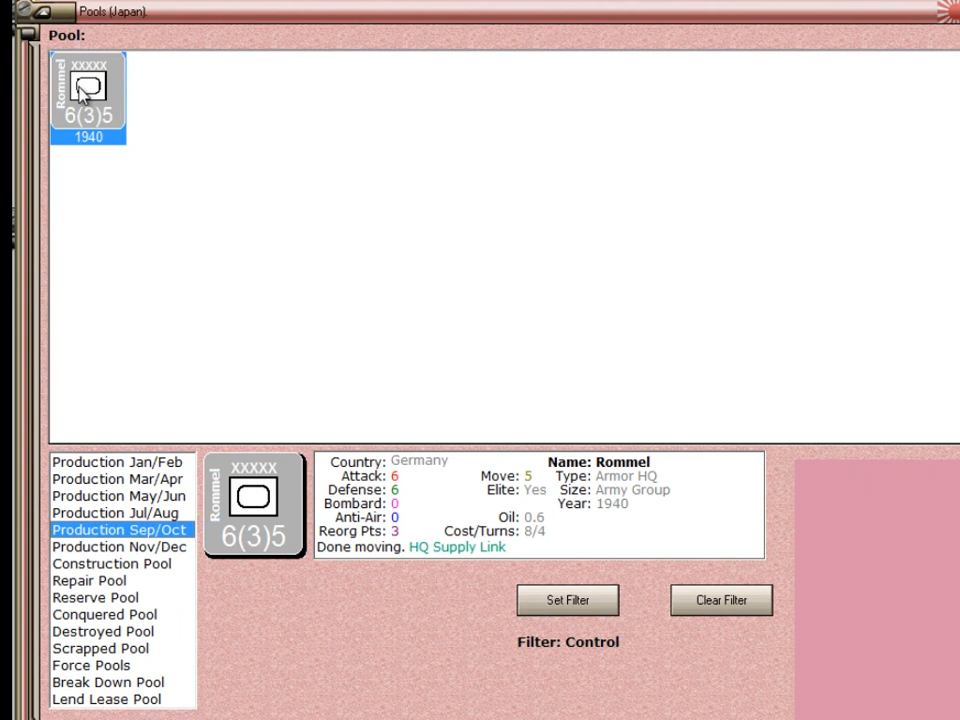 Pools (Japan).
Pool:
Rommel
XXXXX
6(3)5
1940
Production Jan/Feb
Production Mar/Apr
Production May/Jun
Production Jul/Aug
Production Sep/Oct
Production Nov/Dec
Construction Pool
Repair Pool
Reserve Pool
Conquered Pool
Destroyed Pool
Scrapped Pool
Force Pools
Break Down Pool
Lend Lease Pool
Rommel
XXXXX
6(3)5
Country: Germany Name: Rommel
Attack: 6 Move: 5 Type: Armor HQ
Defense: 6 Elite: Yes Size: Army Group
Bombard: 0 Year: 1940
Anti-Air: 0 Oil: 0.6
Reorg Pts: 3 Cost/Turns: 8/4
Done moving. HQ Supply Link
Set Filter
Clear Filter
Filter: Control